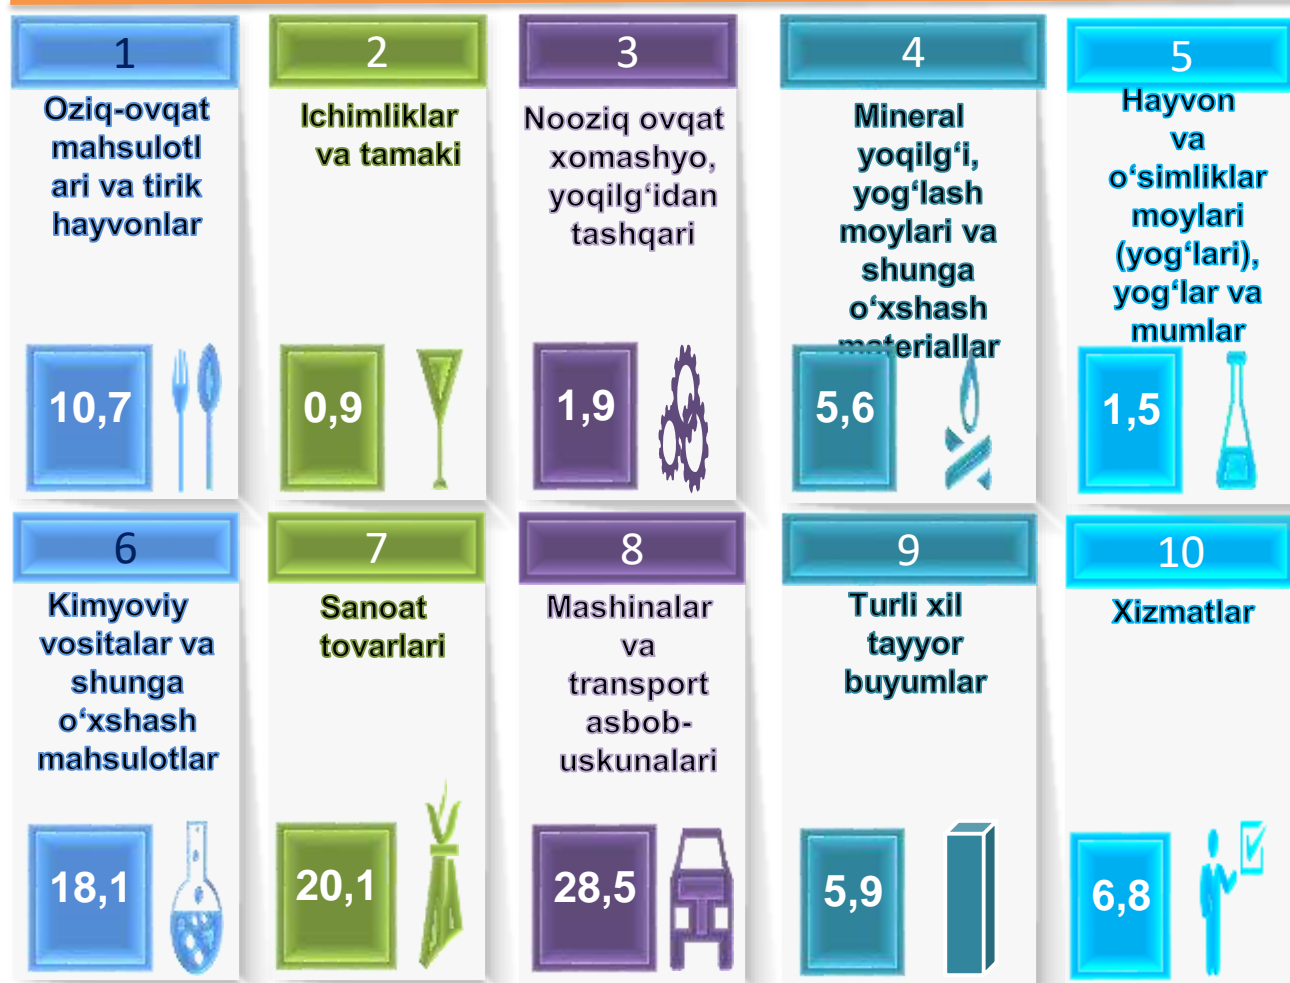 1
Oziq-ovqat
mahsulotl
ari va tirik
hayvonlar
10,7
2
Ichimliklar
va tamaki
0,9
3
Nooziq ovqat
xomashyo,
yoqilg‘idan
tashqari
1,9
4
Mineral
yoqilg‘i,
yog‘lash
moylari va
shunga
o‘xshash
materiallar
5,6
5
Hayvon
va
o‘simliklar
moylari
(yog‘lari),
yog‘lar va
mumlar
1,5
6
Kimyoviy
vositalar va
shunga
o‘xshash
mahsulotlar
18,1
7
Sanoat
tovarlari
20,1
8
Mashinalar
va
transport
asbob-
uskunalari
28,5
9
Turli xil
tayyor
buyumlar
5,9
10
Xizmatlar
6,8